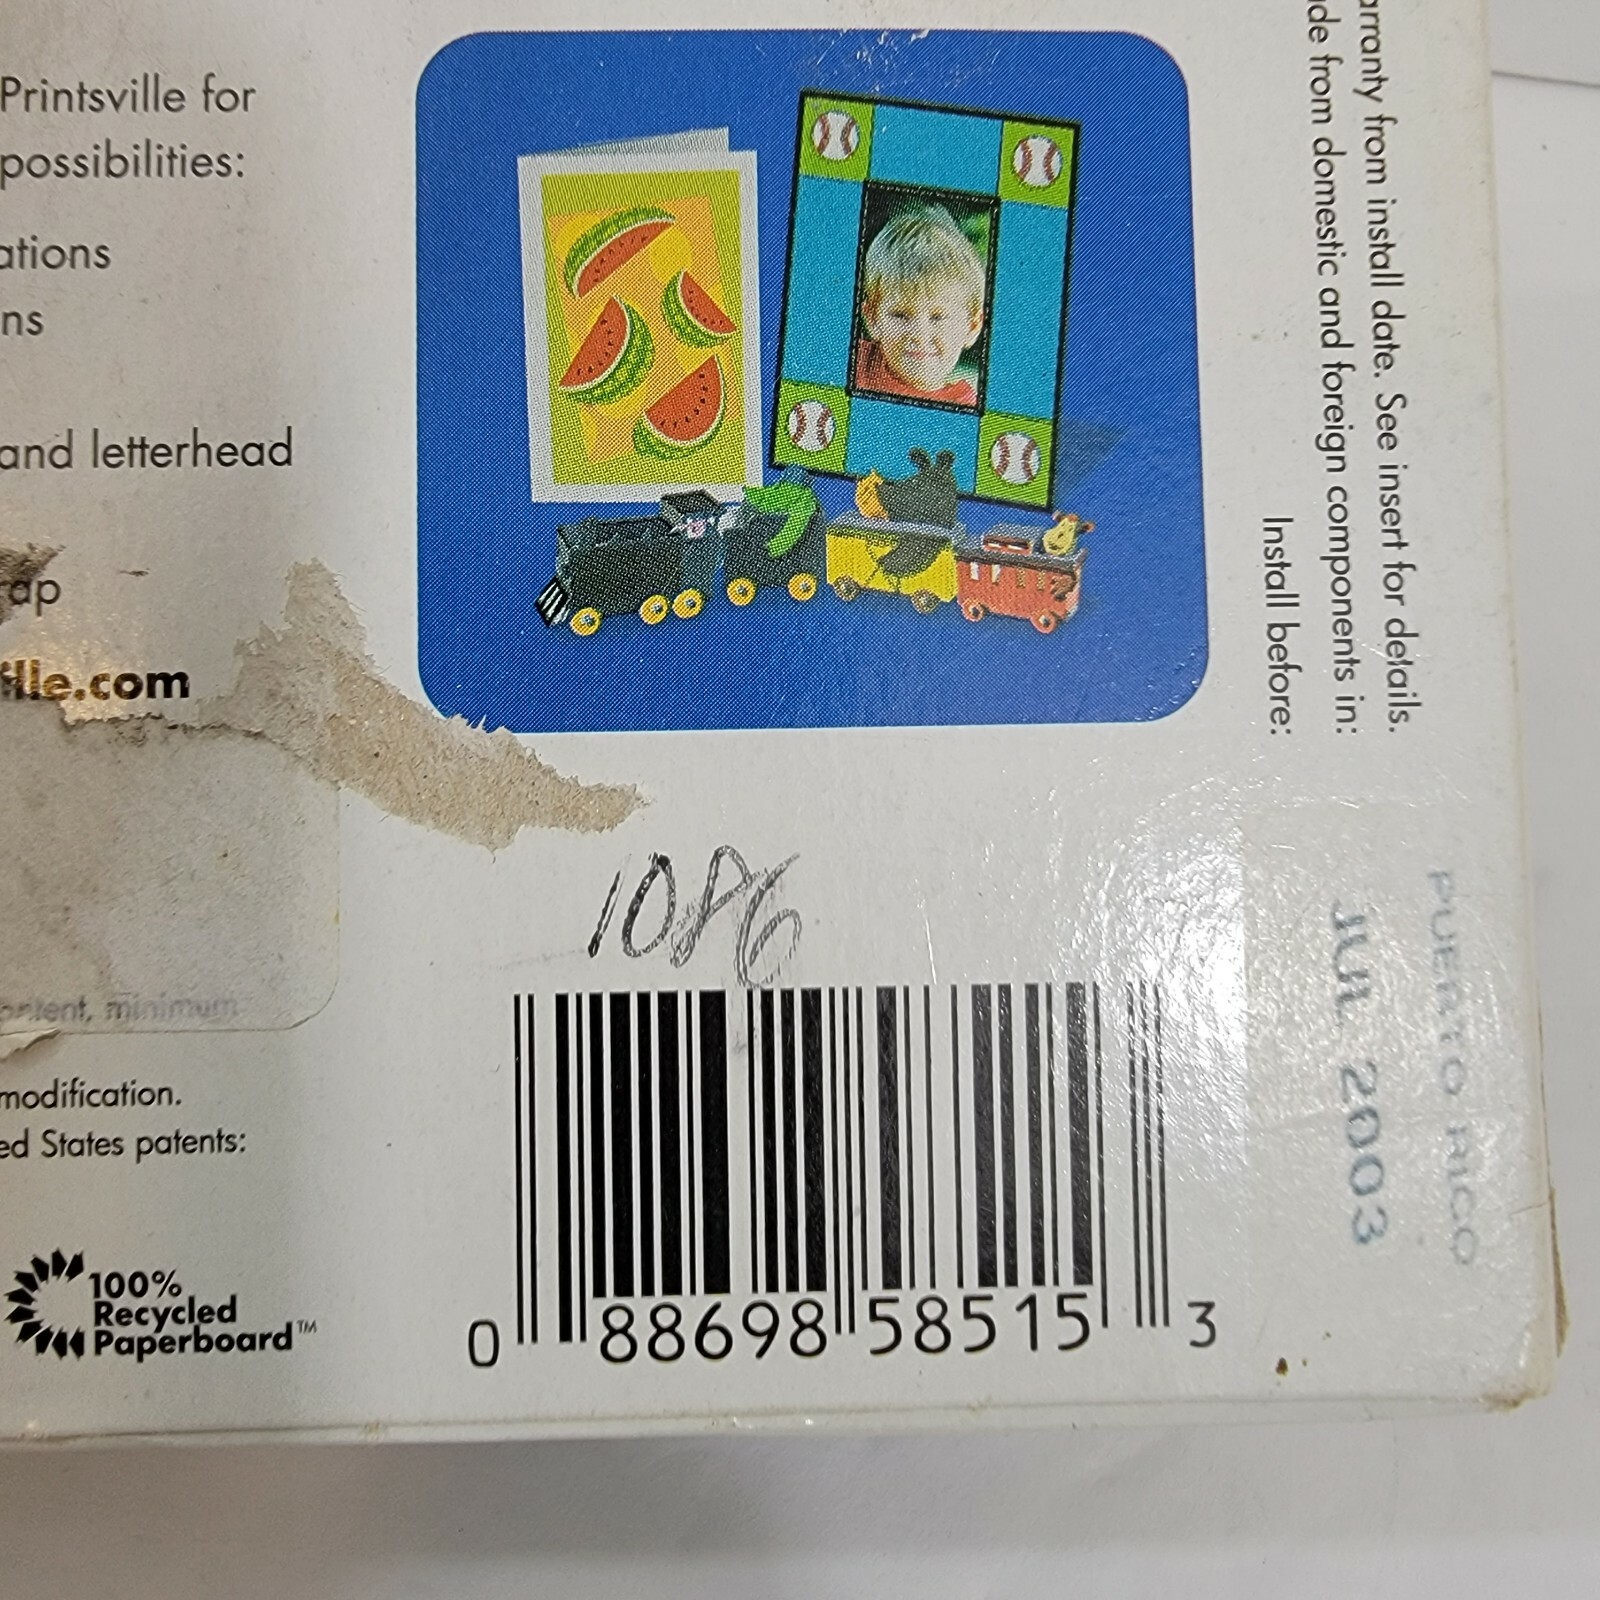 Printsville for
possibilities:
ations
ns
and letterhead
ap
ille.com
ontent, minimum
modification.
ed States patents:
100%
Recycled
Paperboard™
0 88698 58515 3
arranty from install date. See insert for details.
de from domestic and foreign components in:
Install before:
PUERTO RICO
JUL 2003